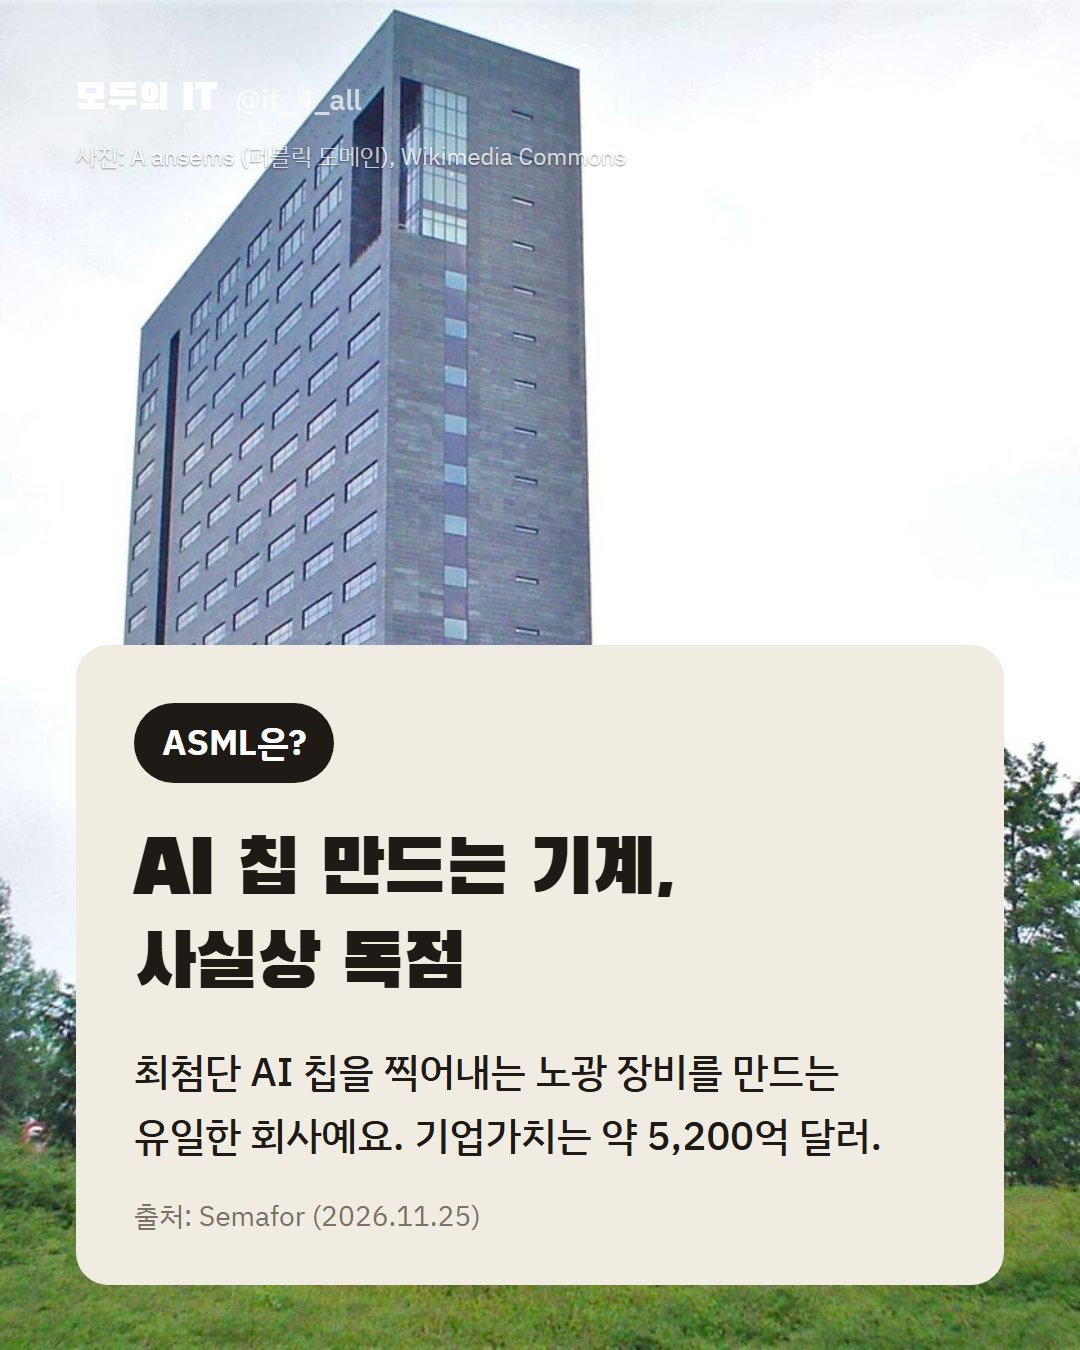 모두의 IT @it_4_all
사진: A ansems (퍼블릭 도메인), Wikimedia Commons
ASML은?
AI 칩 만드는 기계,
사실상 독점
최첨단 AI 칩을 찍어내는 노광 장비를 만드는
유일한 회사예요. 기업가치는 약 5,200억 달러.
출처: Semafor (2026.11.25)